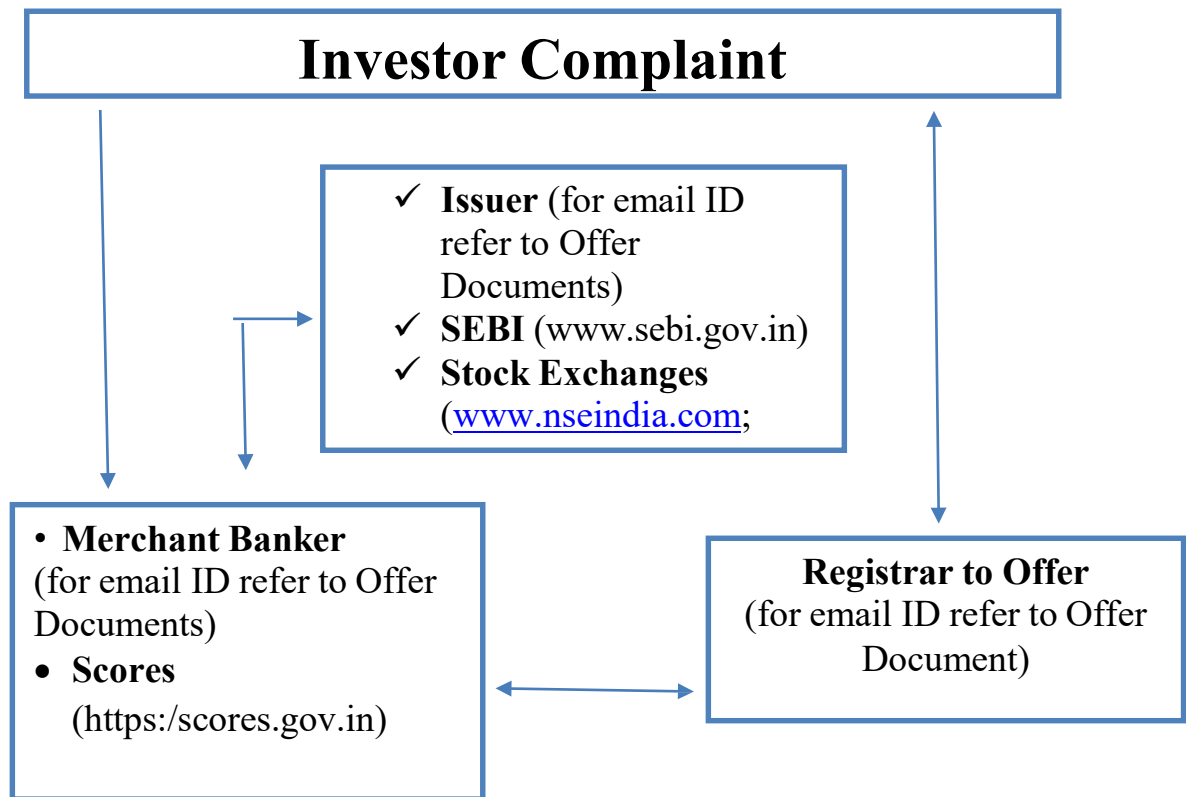 Investor Complaint
✓ Issuer (for email ID
refer to Offer
Documents)
✓ SEBI (www.sebi.gov.in)
✓ Stock Exchanges
(www.nseindia.com;
• Merchant Banker
(for email ID refer to Offer
Documents)
• Scores
(https:/scores.gov.in)
Registrar to Offer
(for email ID refer to Offer
Document)